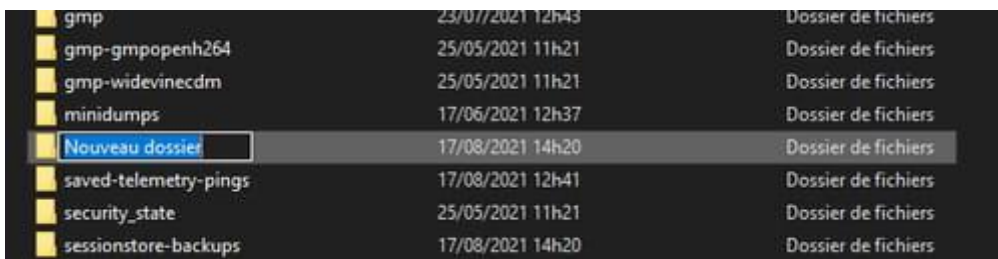 gmp 23/07/2021 12h43 Dossier de fichiers
gmp-gmpopenh264 25/05/2021 11h21 Dossier de fichiers
gmp-widevinecdm 25/05/2021 11h21 Dossier de fichiers
minidumps 17/06/2021 12h37 Dossier de fichiers
Nouveau dossier 17/08/2021 14h20 Dossier de fichiers
saved-telemetry-pings 17/08/2021 12h41 Dossier de fichiers
security_state 25/05/2021 11h21 Dossier de fichiers
sessionstore-backups 17/08/2021 14h20 Dossier de fichiers